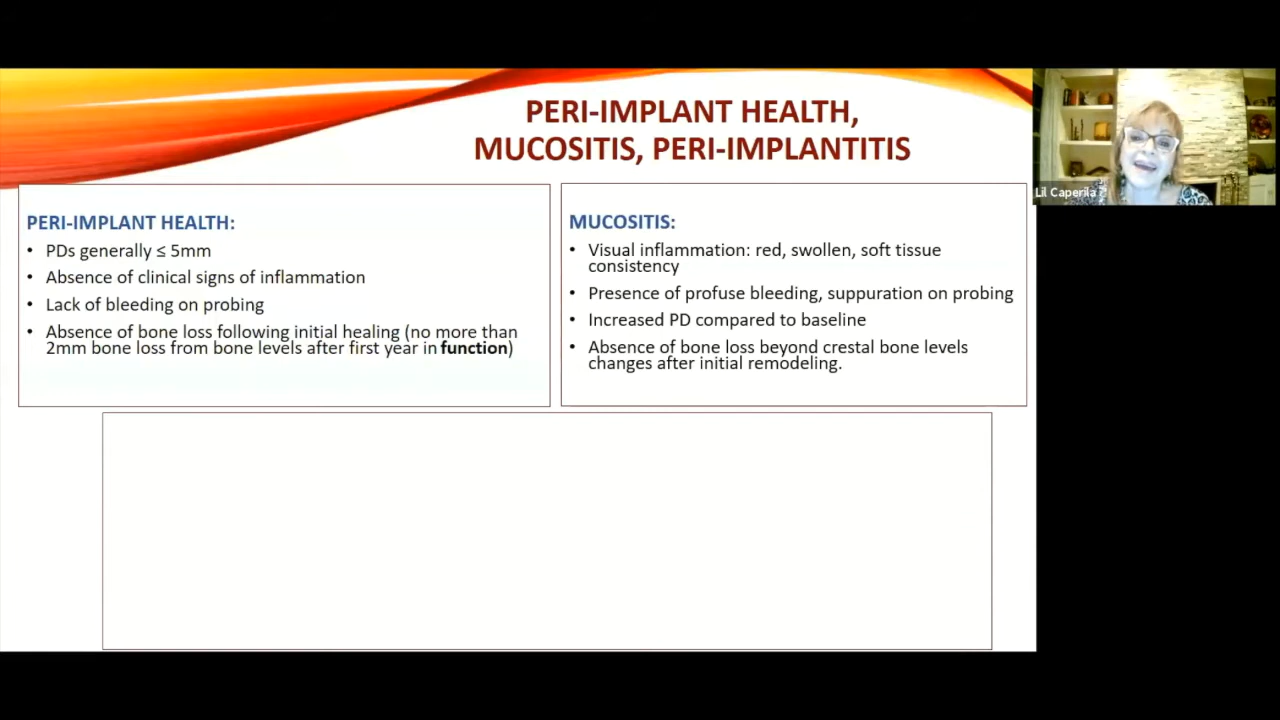 PERI-IMPLANT HEALTH,
MUCOSITIS, PERI-IMPLANTITIS
Lil Caperila
PERI-IMPLANT HEALTH:
• PDs generally ≤ 5mm
• Absence of clinical signs of inflammation
• Lack of bleeding on probing
• Absence of bone loss following initial healing (no more than
2mm bone loss from bone levels after first year in function)
MUCOSITIS:
• Visual inflammation: red, swollen, soft tissue
consistency
• Presence of profuse bleeding, suppuration on probing
• Increased PD compared to baseline
• Absence of bone loss beyond crestal bone levels
changes after initial remodeling.